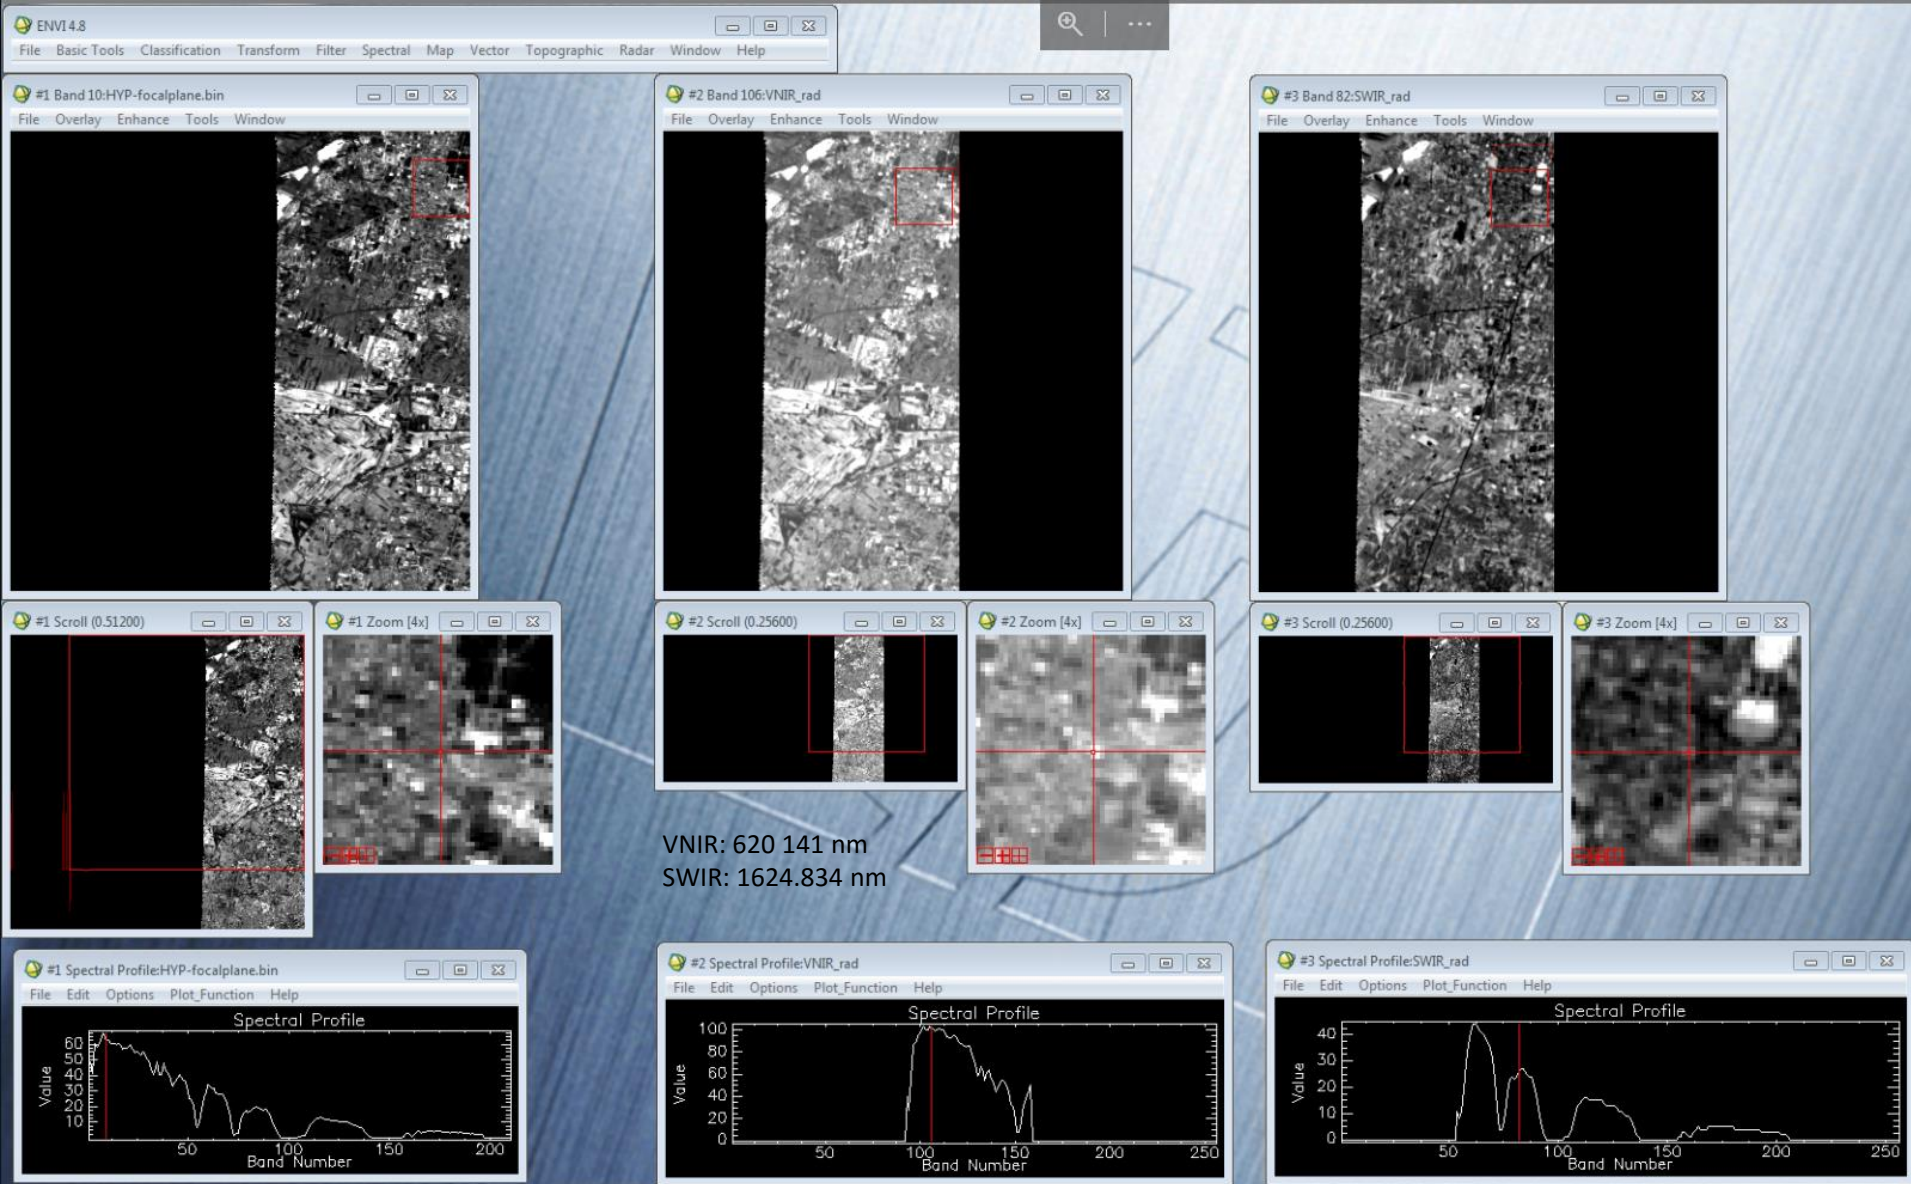 ENVI 4.8
File Basic Tools Classification Transform Filter Spectral Map Vector Topographic Radar Window Help
#1 Band 10:HYP-focalplane.bin
File Overlay Enhance Tools Window
#2 Band 106:VNIR_rad
File Overlay Enhance Tools Window
#3 Band 82:SWIR_rad
File Overlay Enhance Tools Window
#1 Scroll (0.51200)
#1 Zoom [4x]
#2 Scroll (0.25600)
#2 Zoom [4x]
#3 Scroll (0.25600)
#3 Zoom [4x]
VNIR: 620 141 nm
SWIR: 1624.834 nm
#1 Spectral Profile:HYP-focalplane.bin
File Edit Options Plot_Function Help
Spectral Profile
Value
60
50
40
30
20
10
50 100 150 200
Band Number
#2 Spectral Profile:VNIR_rad
File Edit Options Plot_Function Help
Spectral Profile
Value
100
80
60
40
20
0
50 100 150 200 250
Band Number
#3 Spectral Profile:SWIR_rad
File Edit Options Plot_Function Help
Spectral Profile
Value
40
30
20
10
0
50 100 150 200 250
Band Number